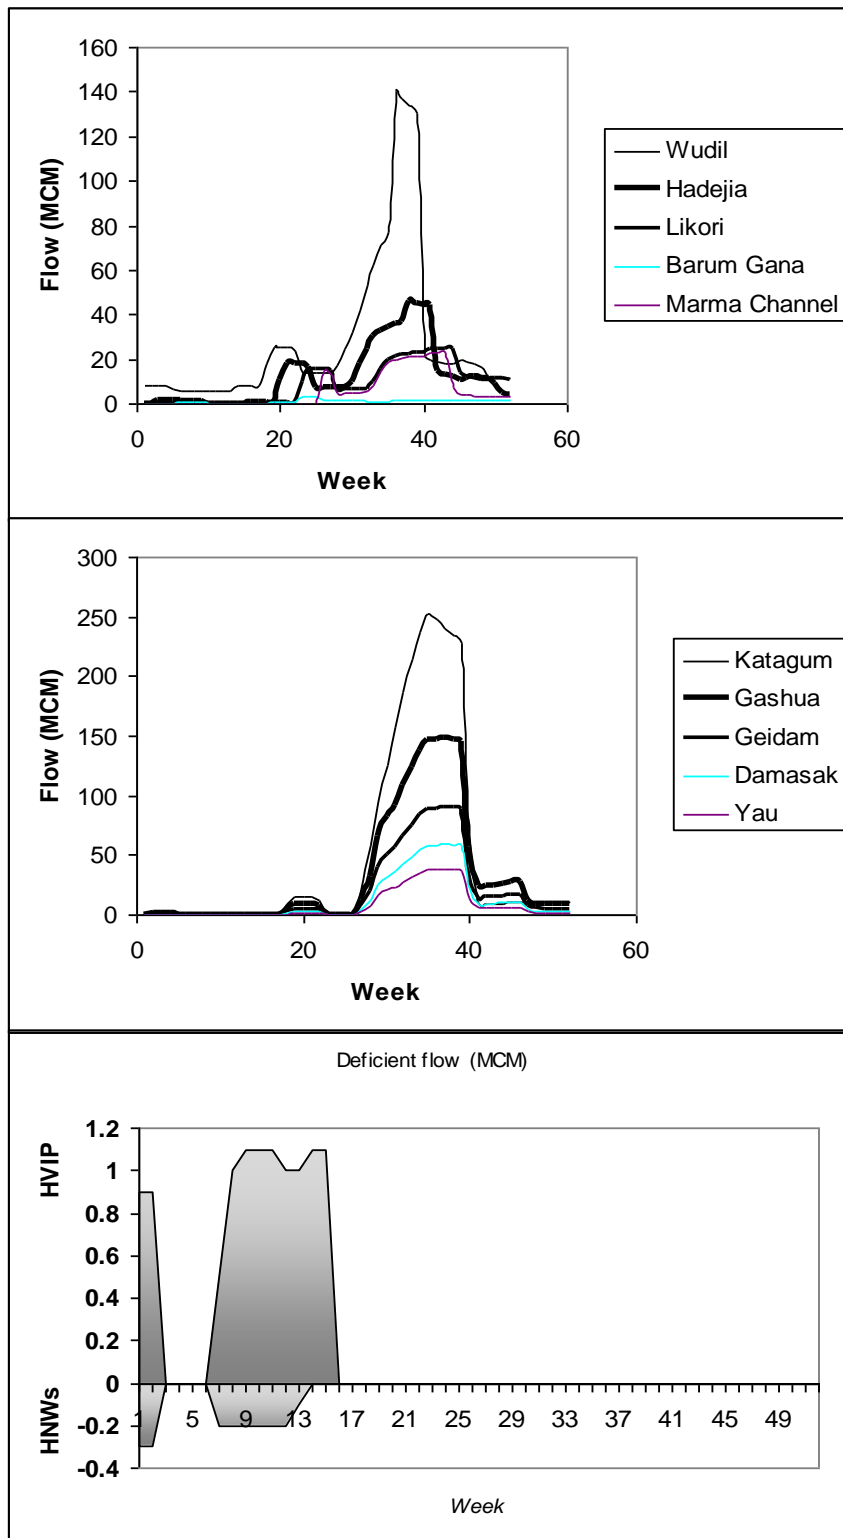 160
140
120
100
80
60
40
20
0
Flow (MCM)
0 20 40 60
Week
Wudil
Hadejia
Likori
Barum Gana
Marma Channel
300
250
200
150
100
50
0
Flow (MCM)
0 20 40 60
Week
Katagum
Gashua
Geidam
Damasak
Yau
Deficient flow (MCM)
1.2
1
0.8
0.6
0.4
0.2
0
-0.2
-0.4
HVIP
HNWs
1 5 9 13 17 21 25 29 33 37 41 45 49
Week